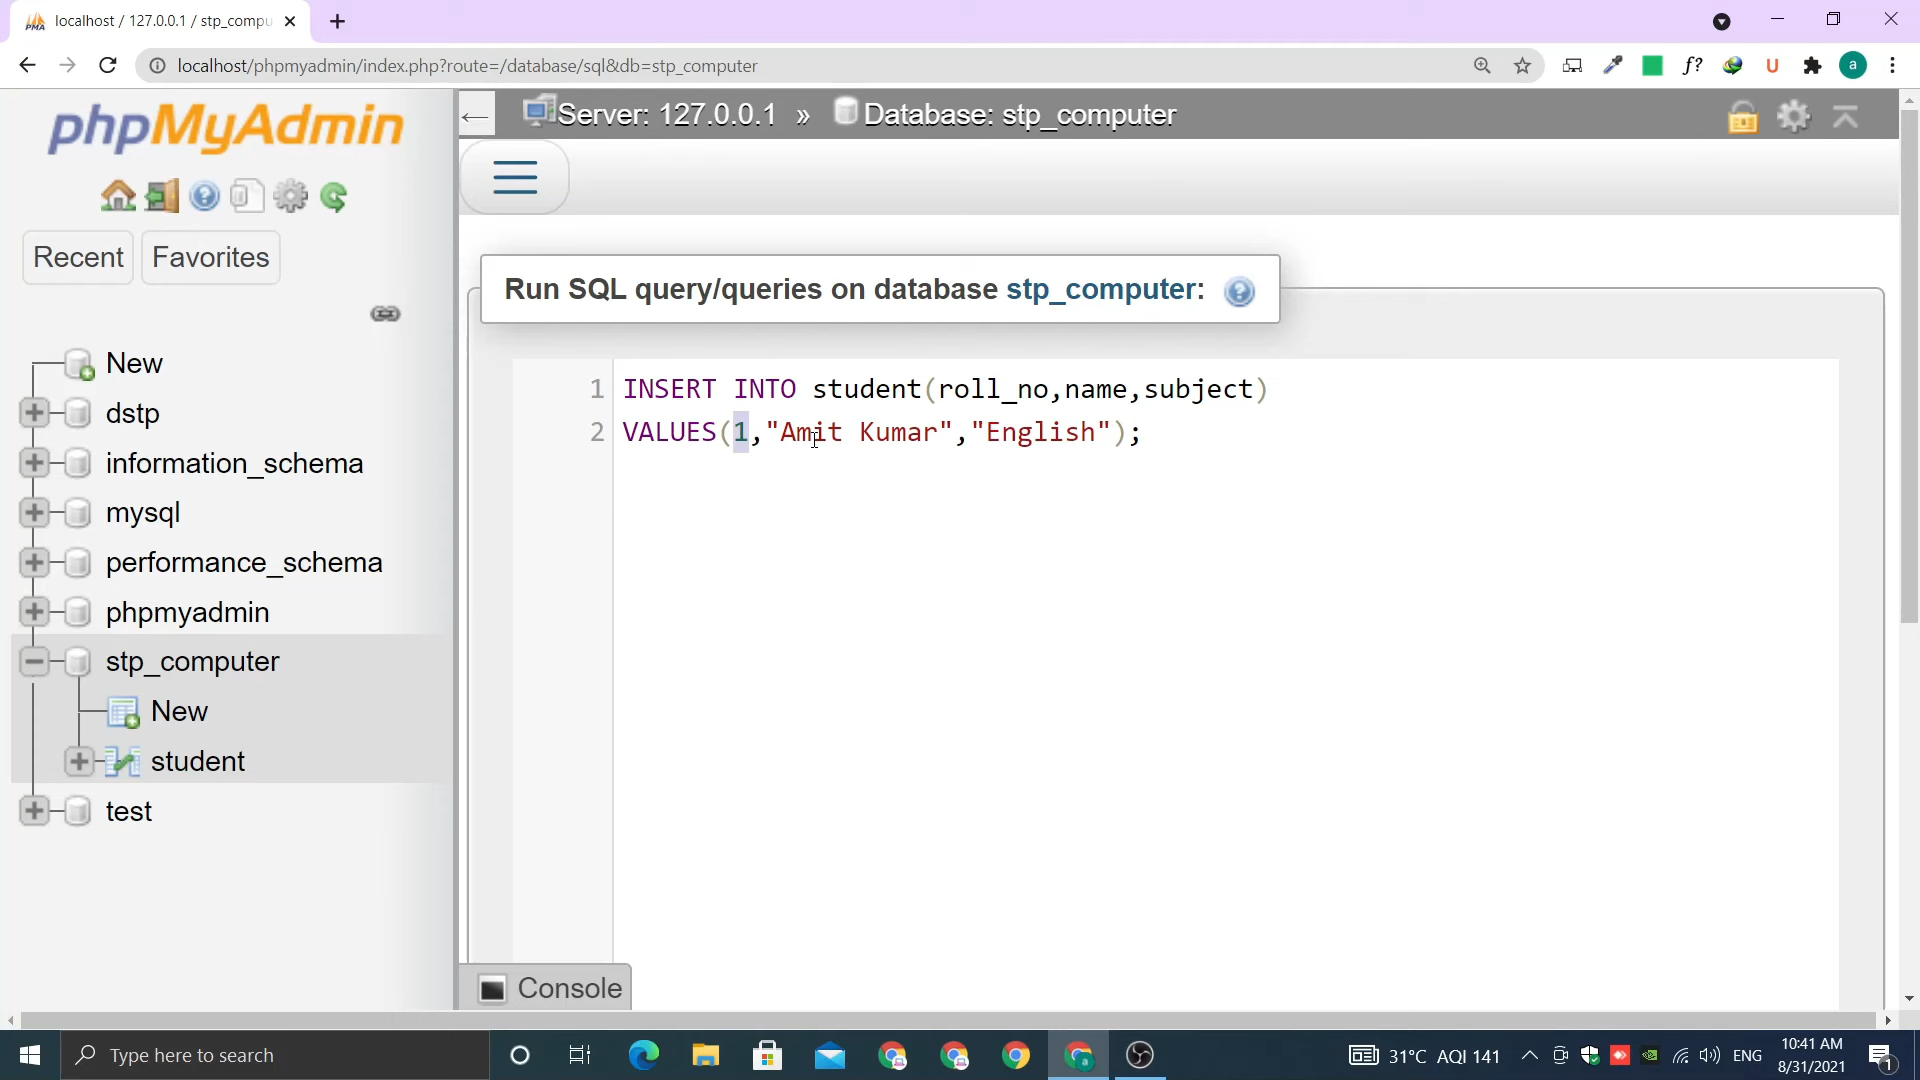 localhost / 127.0.0.1 / stp_compu
localhost/phpmyadmin/index.php?route=/database/sql&db=stp_computer
f?
U
a
phpMyAdmin
Server: 127.0.0.1 » Database: stp_computer
Recent
Favorites
Run SQL query/queries on database stp_computer:
New
dstp
information_schema
mysql
performance_schema
phpmyadmin
stp_computer
New
student
test
1 INSERT INTO student(roll_no,name,subject)
2 VALUES(1,"Amit Kumar","English");
Console
Type here to search
31°C AQI 141
ENG
10:41 AM
8/31/2021
1